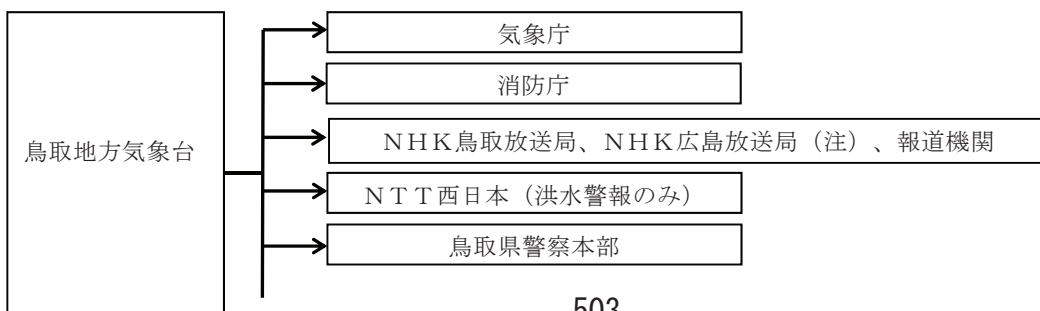 気象庁
消防庁
鳥取地方気象台
NHK鳥取放送局、NHK広島放送局(注)、報道機関
NTT西日本(洪水警報のみ)
鳥取県警察本部
503